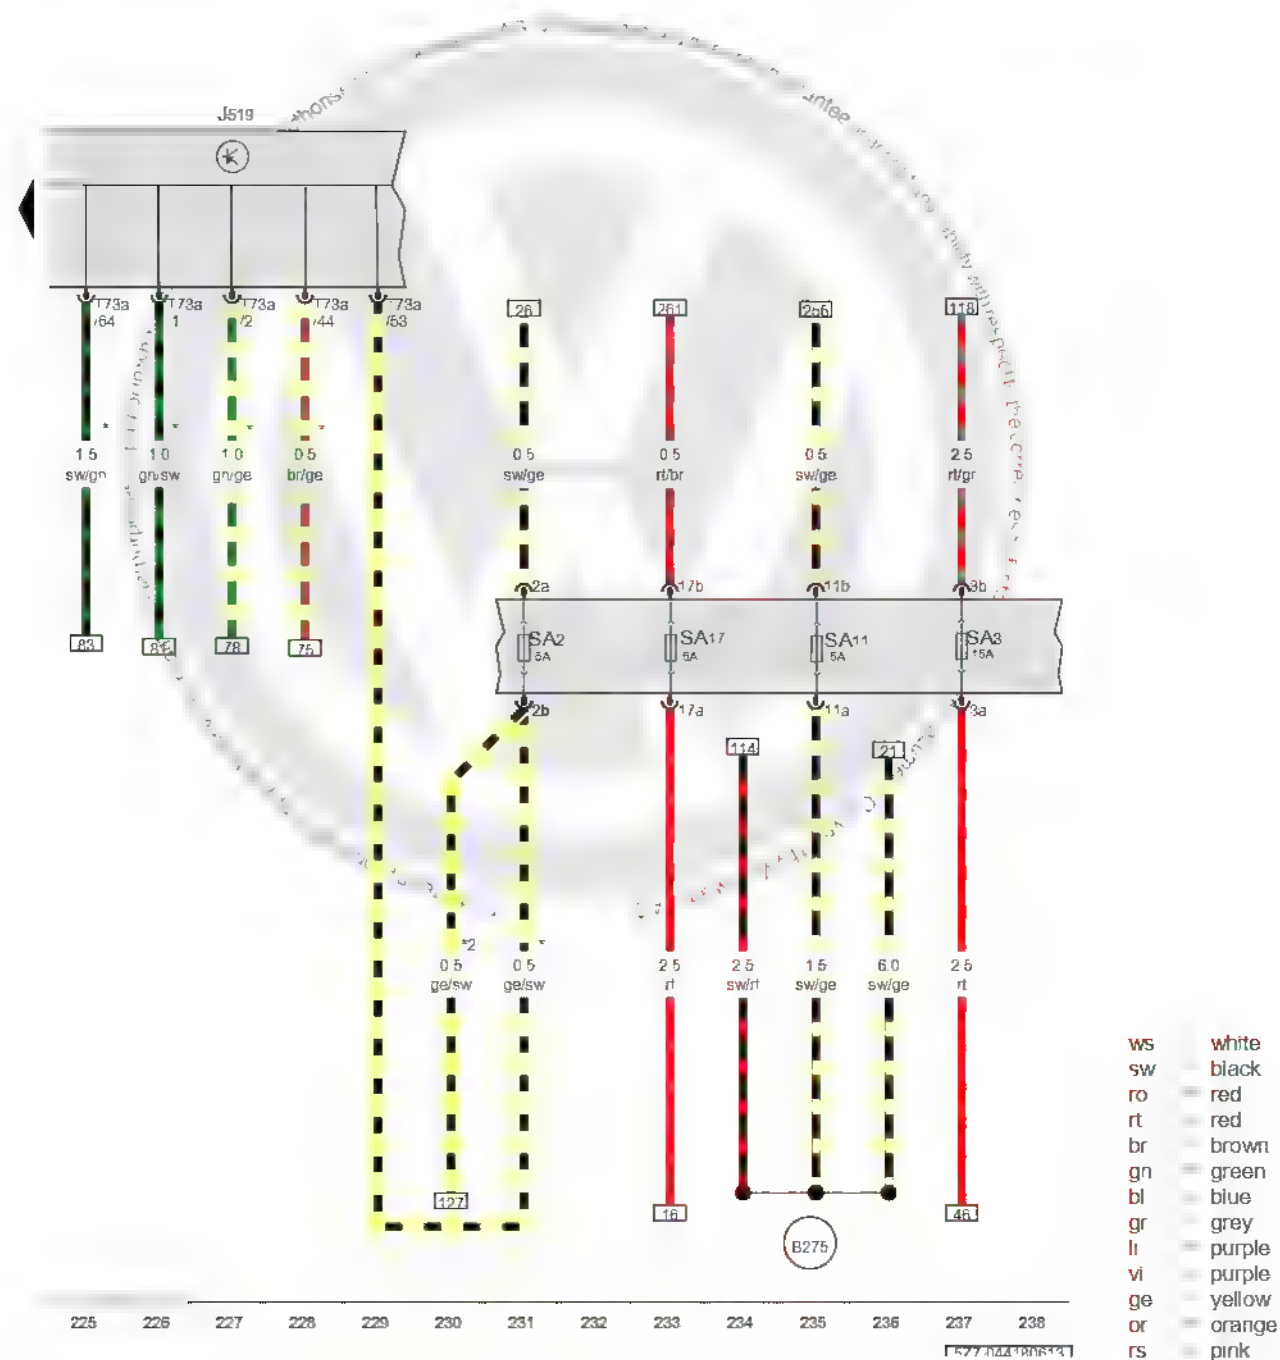 J519
T73a /64
T73a 1
T73a /2
T73a /44
T73a /53
26
261
256
118
*
*
*
*
1.5 sw/gn
1.0 gn/sw
1.0 gn/ge
0.5 br/ge
0.5 sw/ge
0.5 rt/br
0.5 sw/ge
2.5 rt/gr
2a
17b
11b
3b
83
81
78
75
SA2 5A
SA17 5A
SA11 5A
SA3 15A
2b
17a
11a
3a
114
21
*2
*
0.5 ge/sw
0.5 ge/sw
2.5 rt
2.5 sw/rt
1.5 sw/ge
6.0 sw/ge
2.5 rt
127
16
46
B275
ws = white
sw = black
ro = red
rt = red
br = brown
gn = green
bl = blue
gr = grey
li = purple
vi = purple
ge = yellow
or = orange
rs = pink
225 226 227 228 229 230 231 232 233 234 235 236 237 238